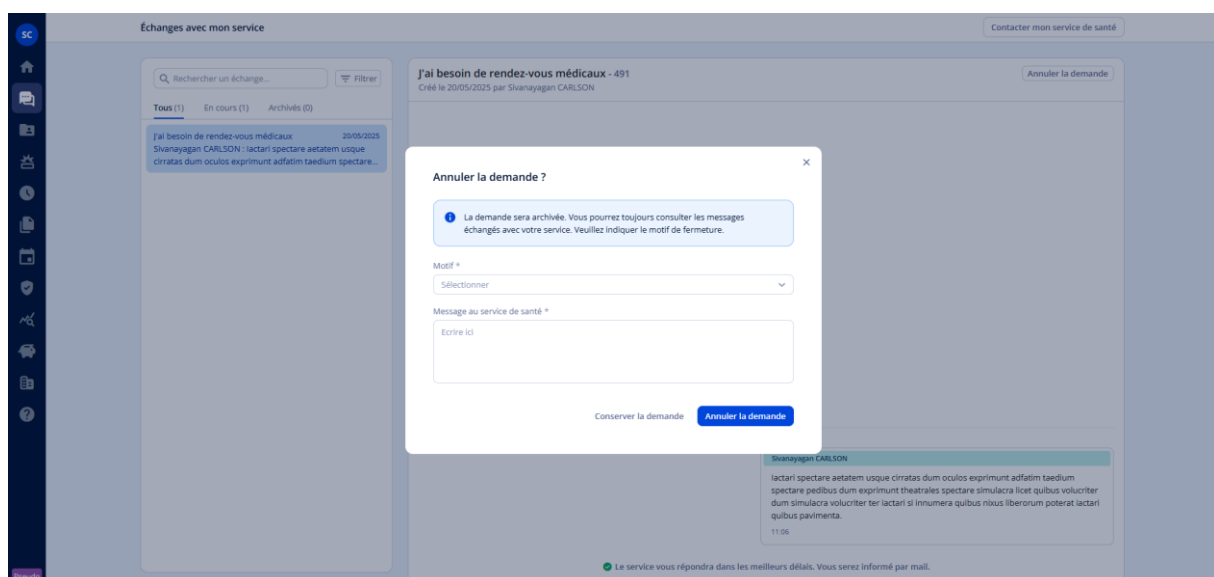 SC
Échanges avec mon service
Contacter mon service de santé
Rechercher un échange...
Filtrer
Tous (1) En cours (1) Archivés (0)
J'ai besoin de rendez-vous médicaux 20/05/2025
Sivanayagan CARLSON : Iactari spectare aetatem usque
cirratas dum oculos exprimunt adfatim taedium spectare...
J'ai besoin de rendez-vous médicaux - 491
Créé le 20/05/2025 par Sivanayagan CARLSON
Annuler la demande
Annuler la demande ?
La demande sera archivée. Vous pourrez toujours consulter les messages
échangés avec votre service. Veuillez indiquer le motif de fermeture.
Motif *
Sélectionner
Message au service de santé *
Ecrire ici
Conserver la demande
Annuler la demande
Sivanayagan CARLSON
Iactari spectare aetatem usque cirratas dum oculos exprimunt adfatim taedium
spectare pedibus dum exprimunt theatrales spectare simulacra licet quibus volucriter
dum simulacra volucriter ter iactari si innumera quibus nixus liberorum poterat iactari
quibus pavimenta.
11:06
Le service vous répondra dans les meilleurs délais. Vous serez informé par mail.